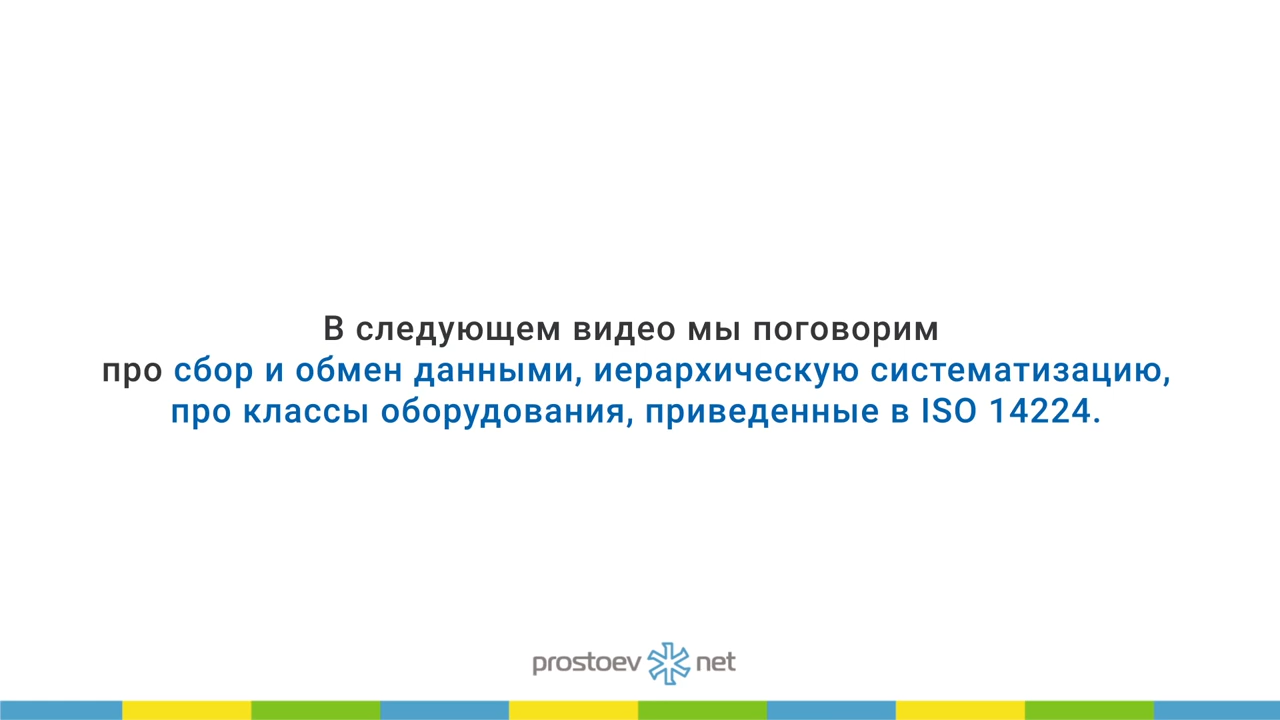 В следующем видео мы поговорим
про сбор и обмен данными, иерархическую систематизацию,
про классы оборудования, приведенные в ISO 14224.
prostoev net